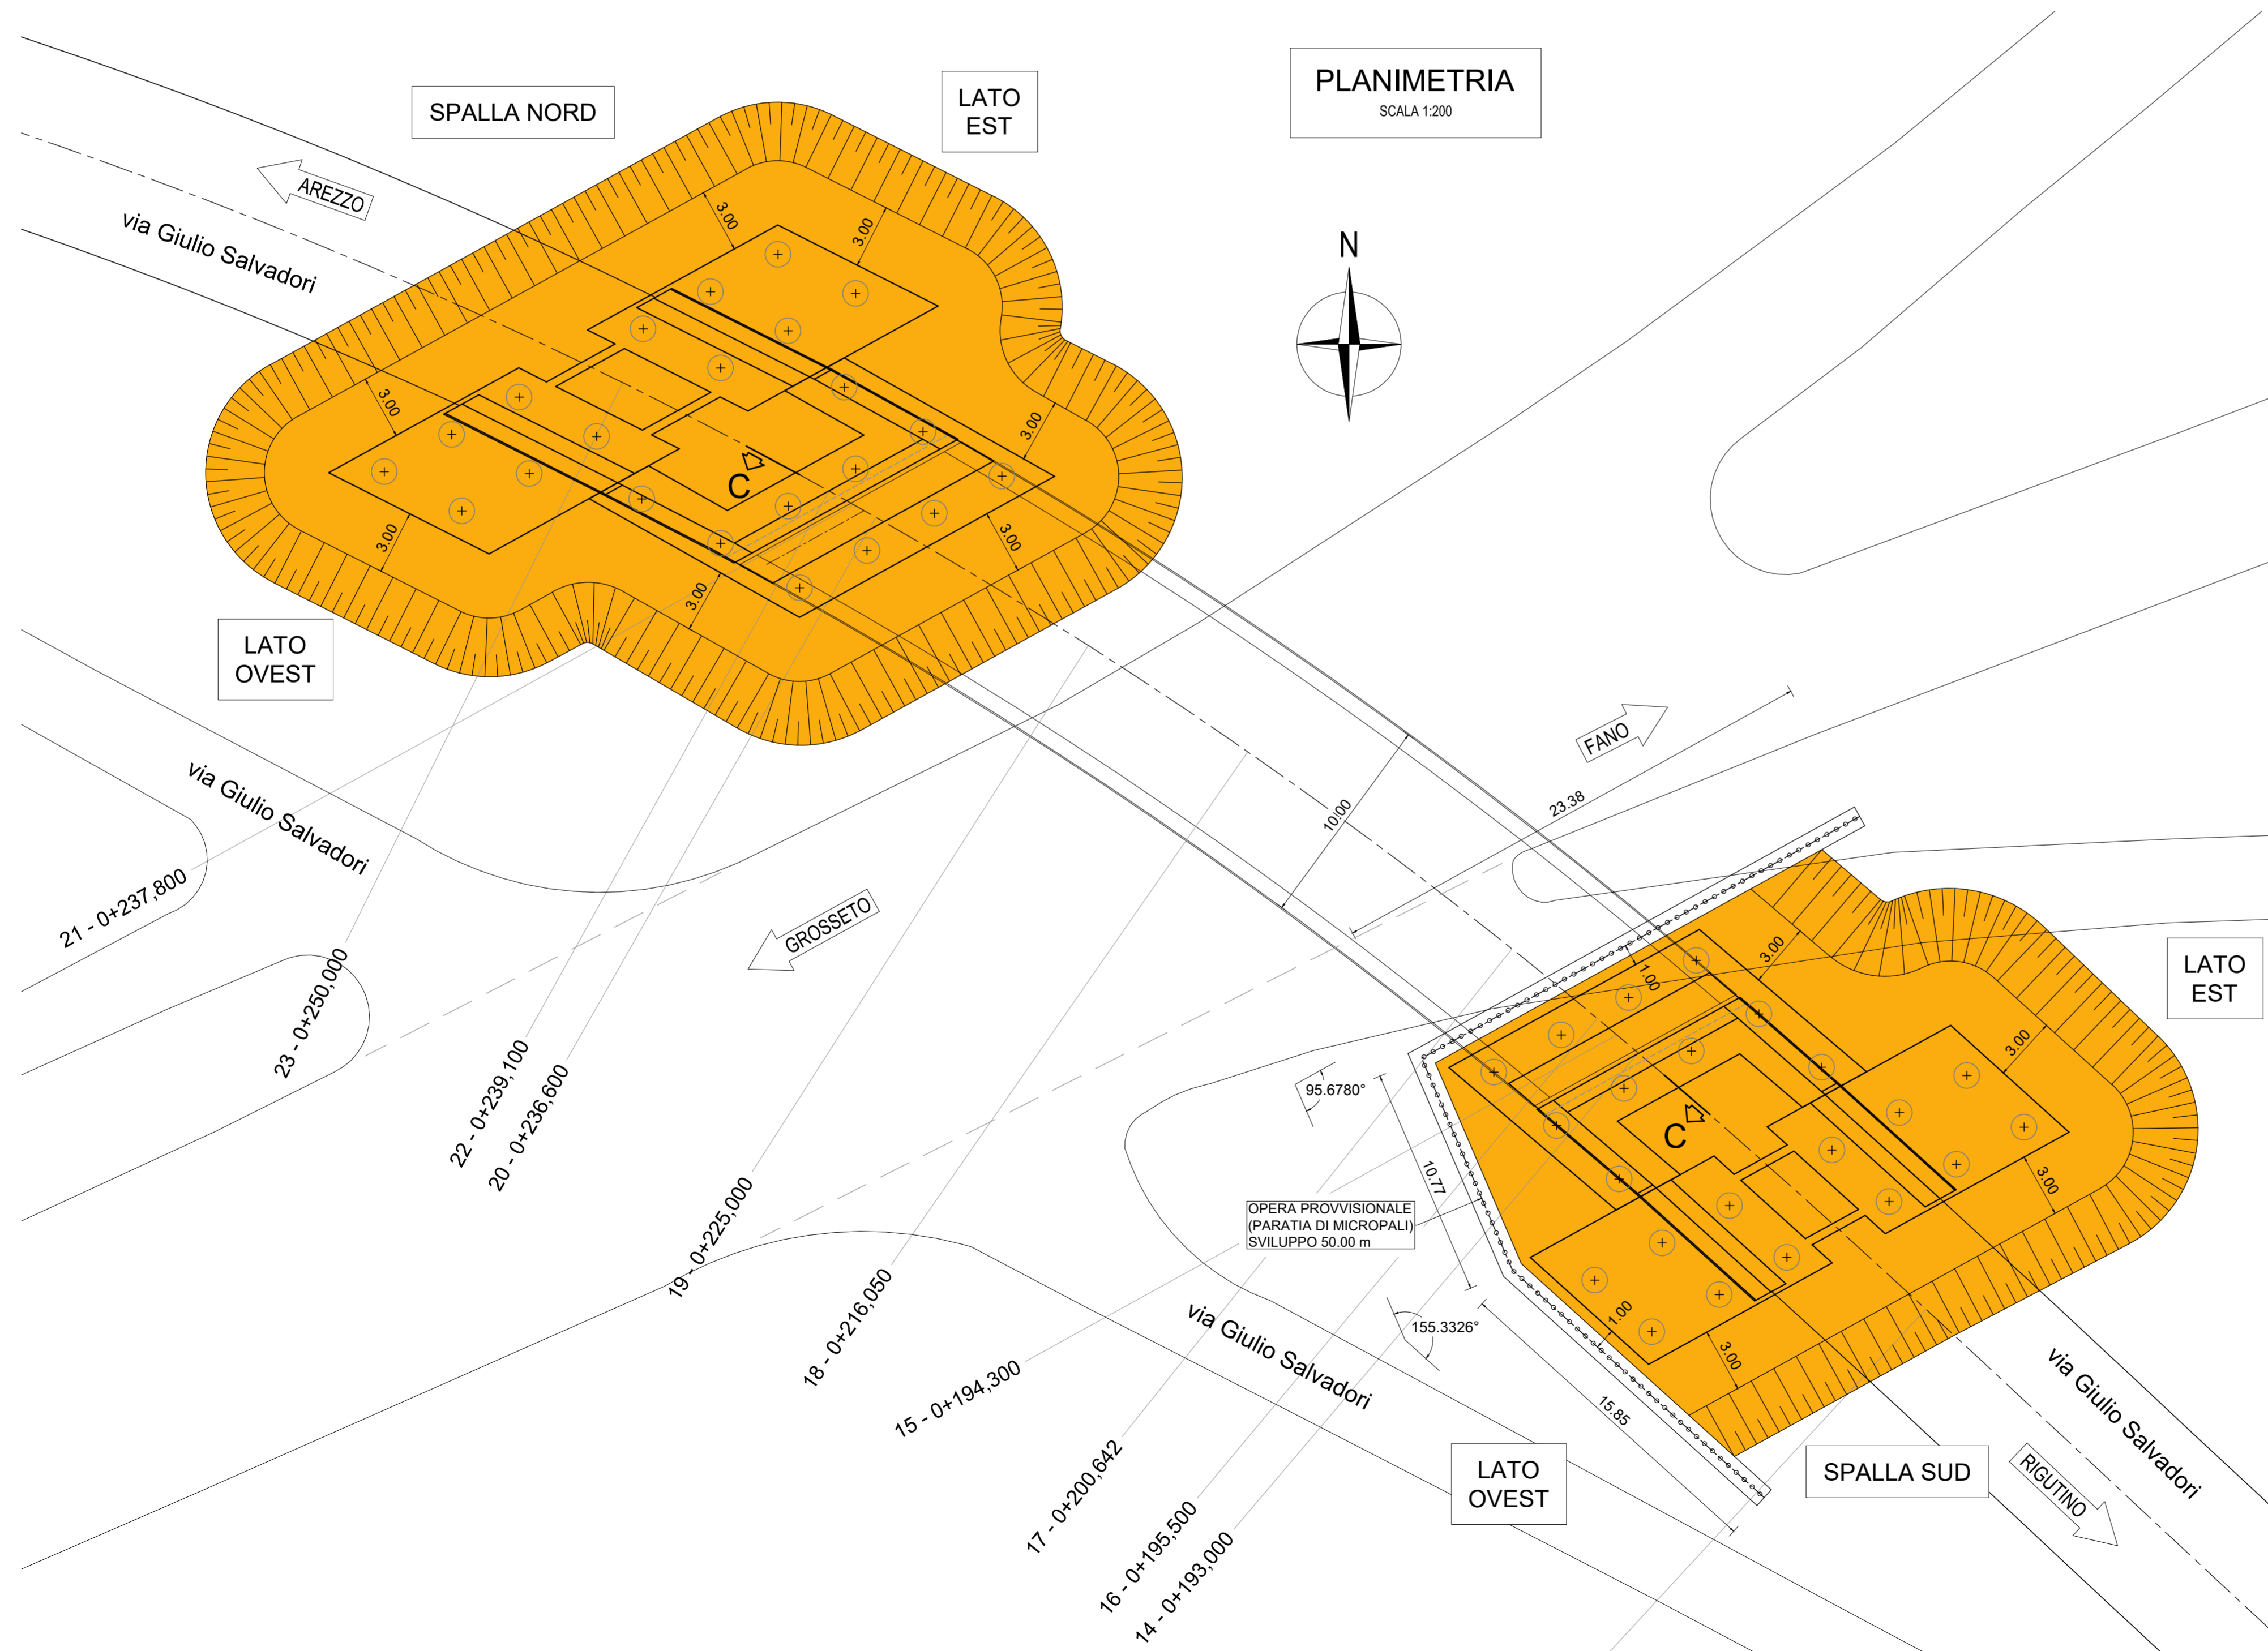 PLANIMETRIA
SCALA 1:200
SPALLA NORD
LATO
EST
AREZZO
via Giulio Salvadori
N
3.00
3.00
3.00
3.00
3.00
3.00
3.00
C
LATO
OVEST
via Giulio Salvadori
FANO
23.38
10.00
GROSSETO
21 - 0+237,800
23 - 0+250,000
22 - 0+239,100
20 - 0+236,600
19 - 0+225,000
18 - 0+216,050
15 - 0+194,300
17 - 0+200,642
16 - 0+195,500
14 - 0+193,000
LATO
EST
3.00
1.00
3.00
3.00
C
95.6780°
10.77
OPERA PROVVISIONALE
(PARATIA DI MICROPALI)
SVILUPPO 50.00 m
155.3326°
1.00
3.00
15.85
via Giulio Salvadori
via Giulio Salvadori
LATO
OVEST
SPALLA SUD
RIGUTINO